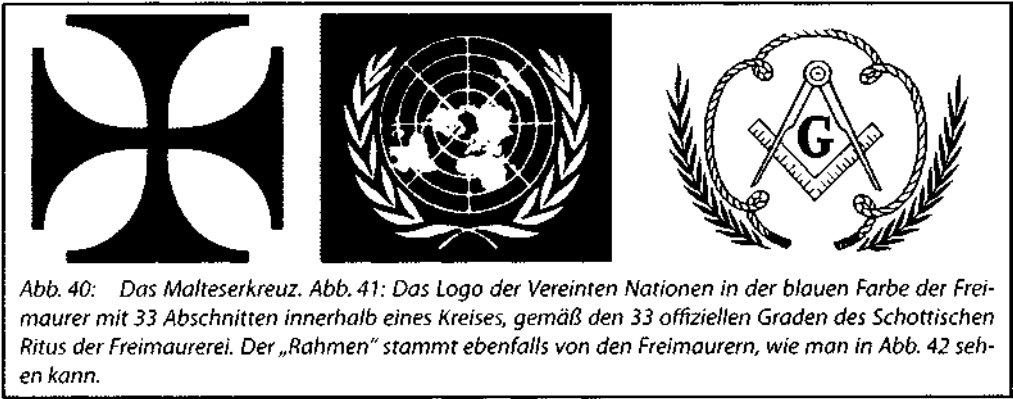 G
Abb. 40: Das Malteserkreuz. Abb. 41: Das Logo der Vereinten Nationen in der blauen Farbe der Frei-
maurer mit 33 Abschnitten innerhalb eines Kreises, gemäß den 33 offiziellen Graden des Schottischen
Ritus der Freimaurerei. Der „Rahmen“ stammt ebenfalls von den Freimaurern, wie man in Abb. 42 seh-
en kann.